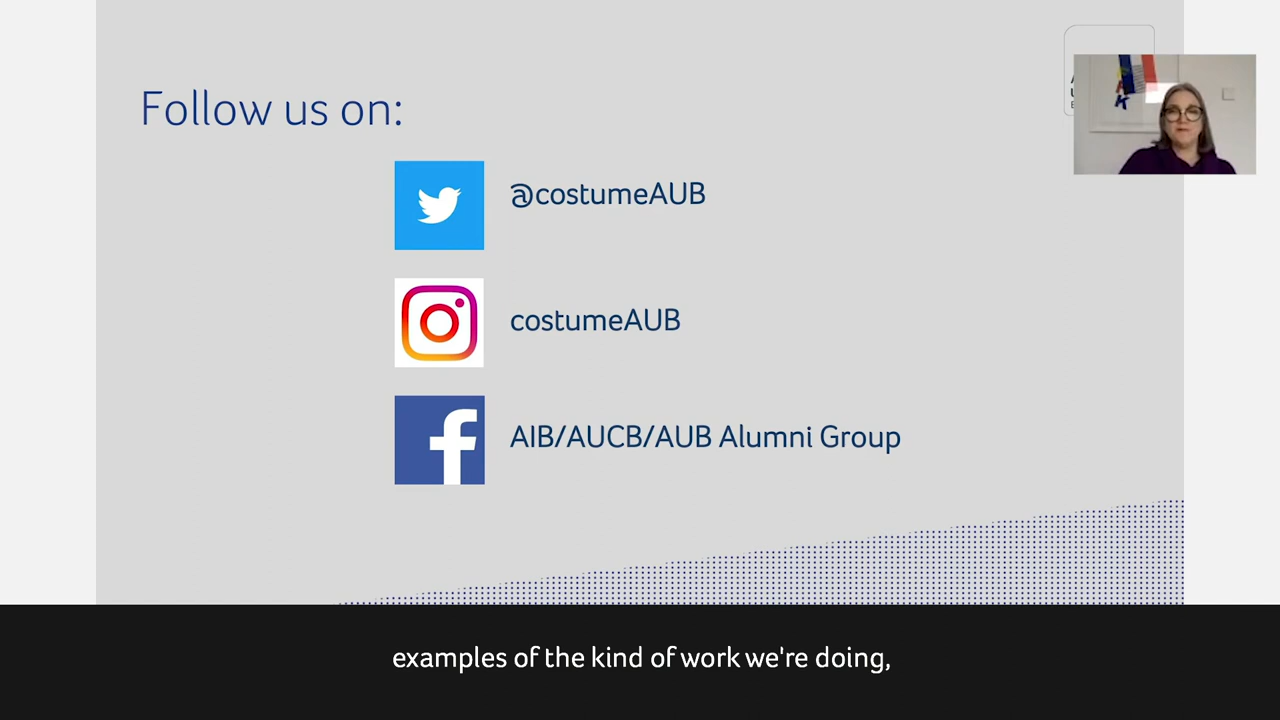 Follow us on:
@costumeAUB
costumeAUB
AIB/AUCB/AUB Alumni Group
examples of the kind of work we're doing,